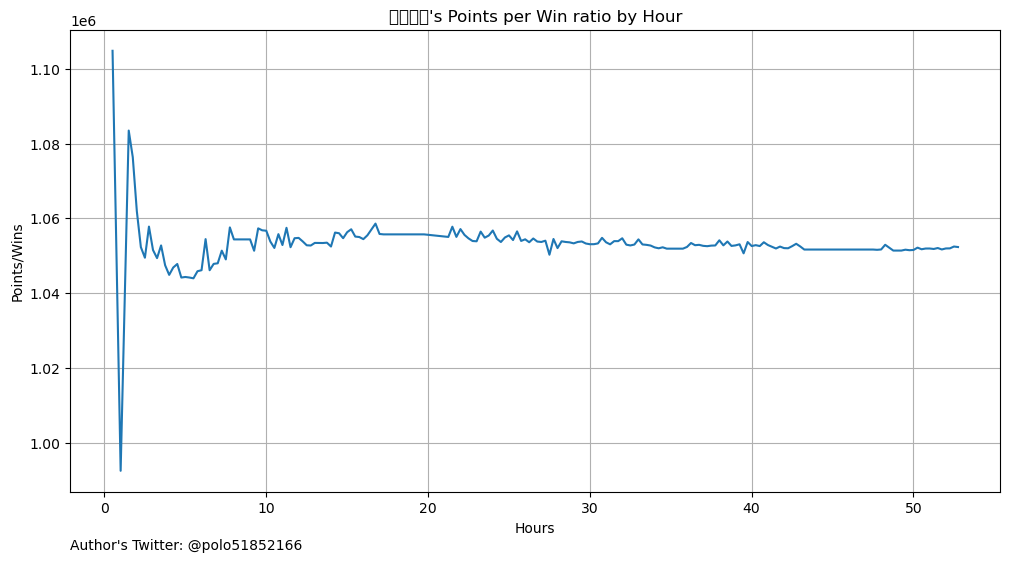 's Points per Win ratio by Hour
1e6
1.10
1.08
1.06
1.04
1.02
1.00
Points/Wins
0 10 20 30 40 50
Hours
Author's Twitter: @polo51852166